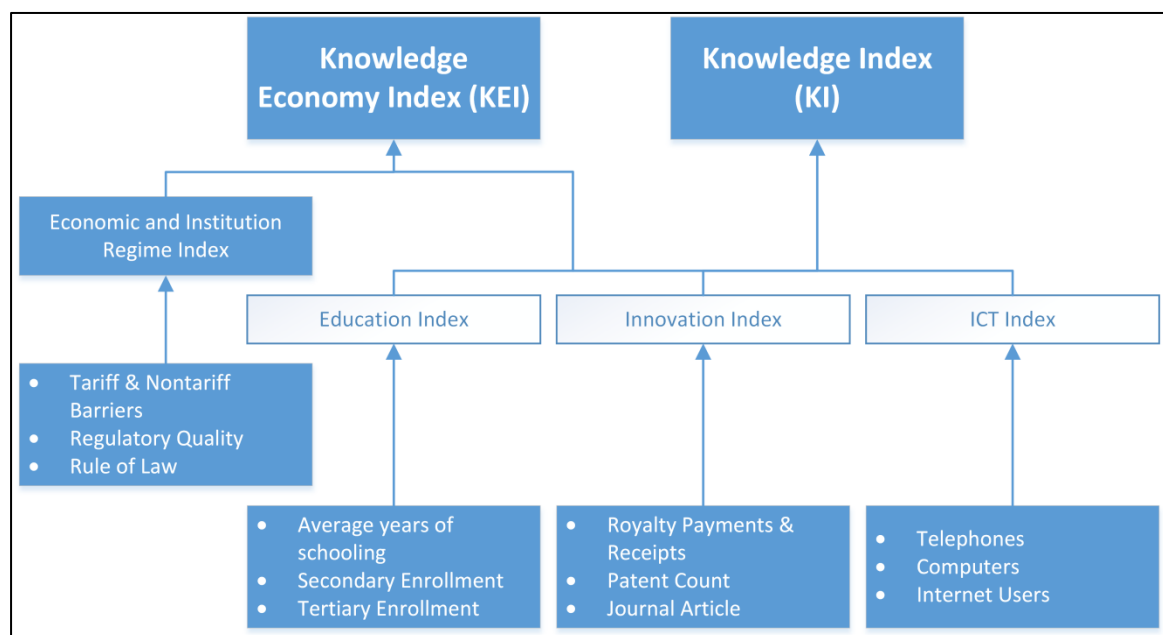 Knowledge
Economy Index (KEI)
Knowledge Index
(KI)
Economic and Institution
Regime Index
Education Index
Innovation Index
ICT Index
• Tariff & Nontariff
Barriers
• Regulatory Quality
• Rule of Law
• Average years of
schooling
• Secondary Enrollment
• Tertiary Enrollment
• Royalty Payments &
Receipts
• Patent Count
• Journal Article
• Telephones
• Computers
• Internet Users